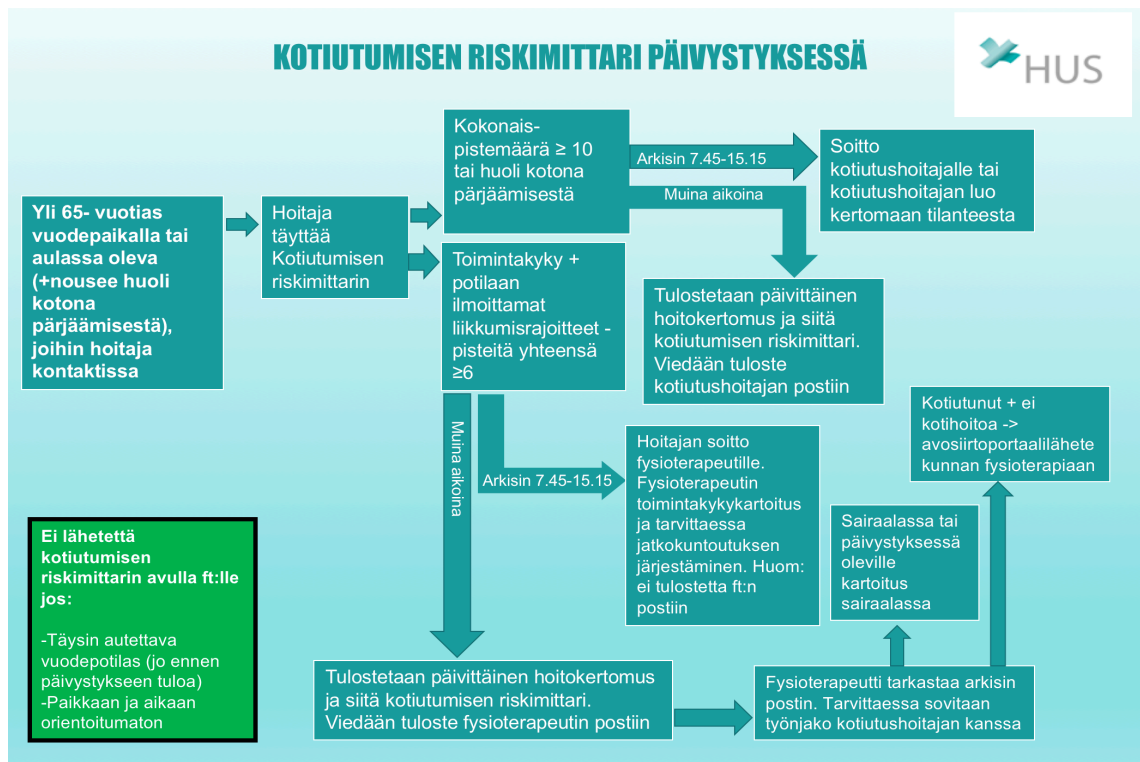 KOTIUTUMISEN RISKIMITTARI PÄIVYSTYKSESSÄ
HUS
Yli 65- vuotias
vuodepaikalla tai
aulassa oleva
(+nousee huoli
kotona
pärjäämisestä),
joihin hoitaja
kontaktissa
Hoitaja
täyttää
Kotiutumisen
riskimittarin
Kokonais-
pistemäärä ≥ 10
tai huoli kotona
pärjäämisestä
Arkisin 7.45-15.15
Muina aikoina
Soitto
kotiutushoitajalle tai
kotiutushoitajan luo
kertomaan tilanteesta
Toimintakyky +
potilaan
ilmoittamat
liikkumisrajoitteet -
pisteitä yhteensä
≥6
Tulostetaan päivittäinen
hoitokertomus ja siitä
kotiutumisen riskimittari.
Viedään tuloste
kotiutushoitajan postiin
Muina aikoina
Arkisin 7.45-15.15
Hoitajan soitto
fysioterapeutille.
Fysioterapeutin
toimintakykykartoitus
ja tarvittaessa
jatkokuntoutuksen
järjestäminen. Huom:
ei tulostetta ft:n
postiin
Kotiutunut + ei
kotihoitoa ->
avosiirtoportaalilähete
kunnan fysioterapiaan
Sairaalassa tai
päivystyksessä
oleville
kartoitus
sairaalassa
Ei lähetettä
kotiutumisen
riskimittarin avulla ft:lle
jos:
-Täysin autettava
vuodepotilas (jo ennen
päivystykseen tuloa)
-Paikkaan ja aikaan
orientoitumaton
Tulostetaan päivittäinen hoitokertomus
ja siitä kotiutumisen riskimittari.
Viedään tuloste fysioterapeutin postiin
Fysioterapeutti tarkastaa arkisin
postin. Tarvittaessa sovitaan
työnjako kotiutushoitajan kanssa